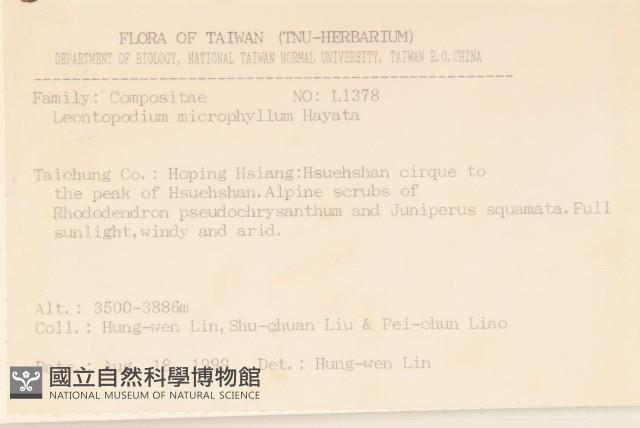 FLORA OF TAIWAN (TNU-HERBARIUM)
DEPARTMENT OF BIOLOGY, NATIONAL TAIWAN NORMAL UNIVERSITY, TAIWAN R.O.CHINA
Family: Compositae NO: L1378
Leontopodium microphyllum Hayata
Taichung Co.: Hoping Hsiang:Hsuehshan cirque to
the peak of Hsuehshan.Alpine scrubs of
Rhododendron pseudochrysanthum and Juniperus squamata.Full
sunlight,windy and arid.
Alt.: 3500-3886m
Coll.: Hung-wen Lin,Shu-chuan Liu & Pei-chun Liao
Det.: Hung-wen Lin
國立自然科學博物館
NATIONAL MUSEUM OF NATURAL SCIENCE